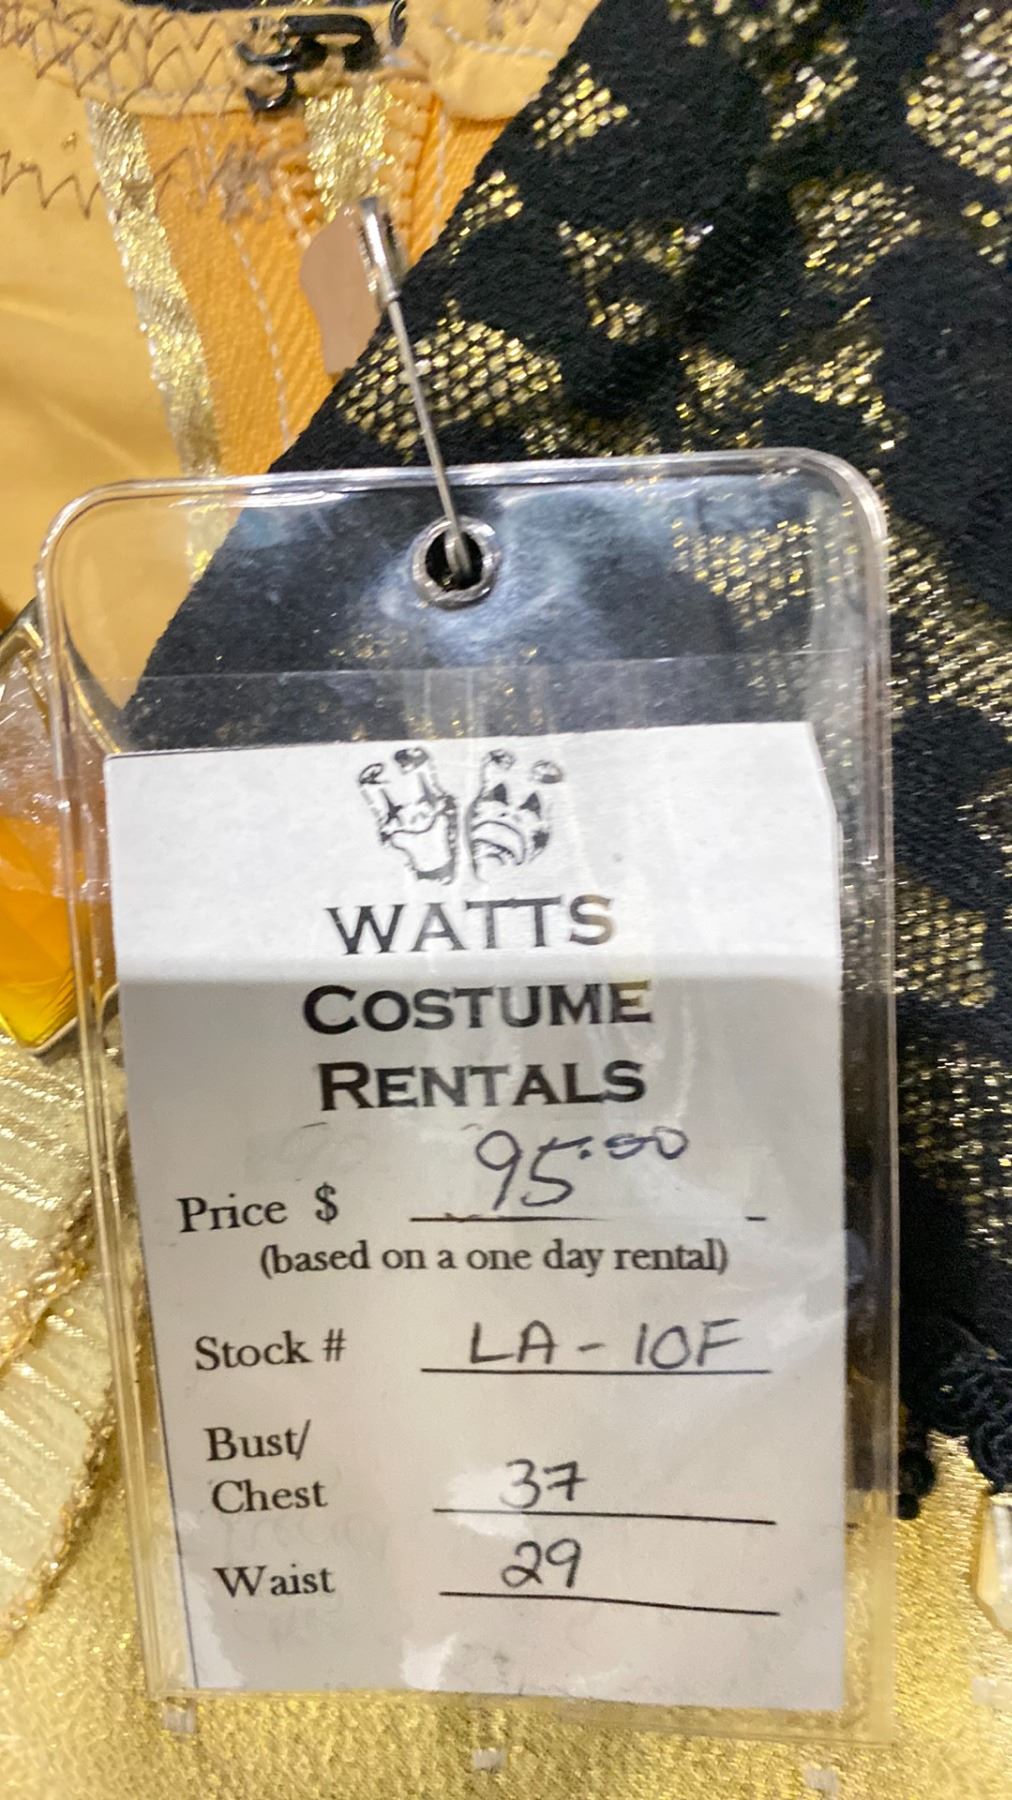 WATTS
COSTUME
RENTALS
Price $ 95.00
(based on a one day rental)
Stock # LA-10F
Bust/
Chest 37
Waist 29